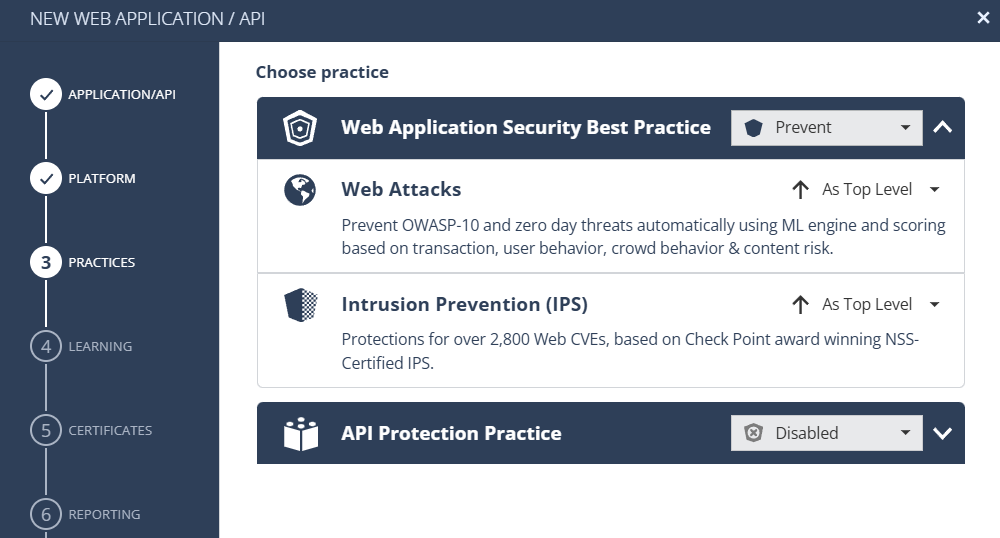 NEW WEB APPLICATION / API
APPLICATION/API
PLATFORM
3 PRACTICES
4 LEARNING
5 CERTIFICATES
6 REPORTING
Choose practice
Web Application Security Best Practice Prevent
Web Attacks As Top Level
Prevent OWASP-10 and zero day threats automatically using ML engine and scoring
based on transaction, user behavior, crowd behavior & content risk.
Intrusion Prevention (IPS) As Top Level
Protections for over 2,800 Web CVEs, based on Check Point award winning NSS-
Certified IPS.
API Protection Practice Disabled